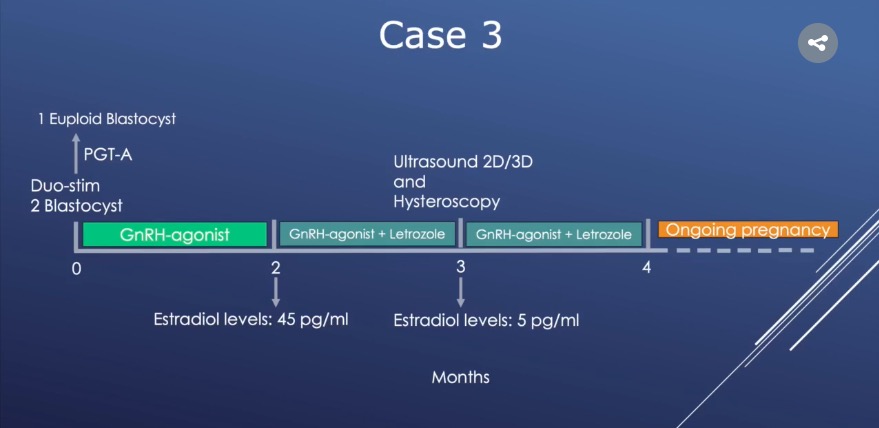 Case 3
1 Euploid Blastocyst
PGT-A
Duo-stim
2 Blastocyst
Ultrasound 2D/3D
and
Hysteroscopy
GnRH-agonist
GnRH-agonist + Letrozole
GnRH-agonist + Letrozole
Ongoing pregnancy
0
2
3
4
Estradiol levels: 45 pg/ml
Estradiol levels: 5 pg/ml
Months